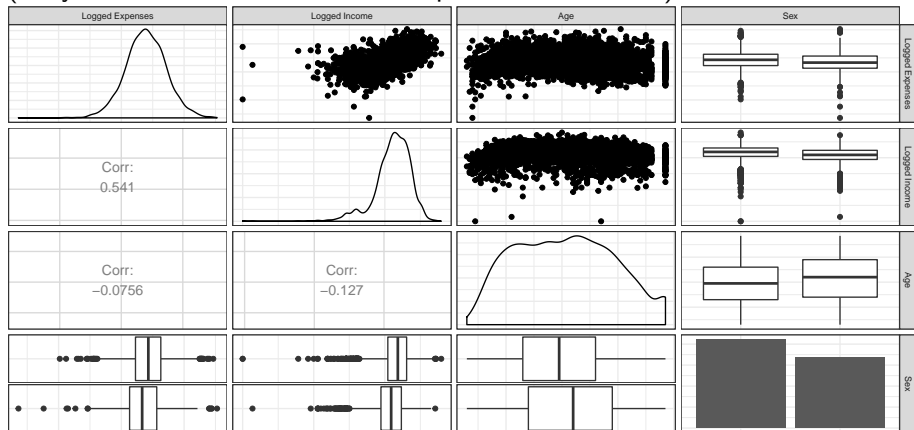 Logged Expenses
Logged Income
Age
Sex
Logged Expenses
Corr:
0.541
Logged Income
Corr:
−0.0756
Corr:
−0.127
Age
Sex